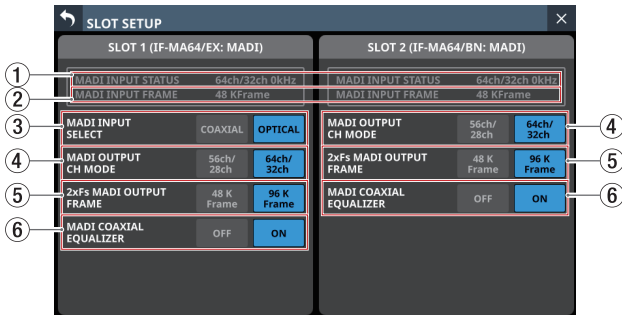 SLOT SETUP
SLOT 1 (IF-MA64/EX: MADI)
1 MADI INPUT STATUS 64ch/32ch 0kHz
2 MADI INPUT FRAME 48 KFrame
3 MADI INPUT SELECT COAXIAL OPTICAL
4 MADI OUTPUT CH MODE 56ch/28ch 64ch/32ch
5 2xFs MADI OUTPUT FRAME 48 K Frame 96 K Frame
6 MADI COAXIAL EQUALIZER OFF ON
SLOT 2 (IF-MA64/BN: MADI)
MADI INPUT STATUS 64ch/32ch 0kHz
MADI INPUT FRAME 48 KFrame
MADI OUTPUT CH MODE 56ch/28ch 64ch/32ch 4
2xFs MADI OUTPUT FRAME 48 K Frame 96 K Frame 5
MADI COAXIAL EQUALIZER OFF ON 6